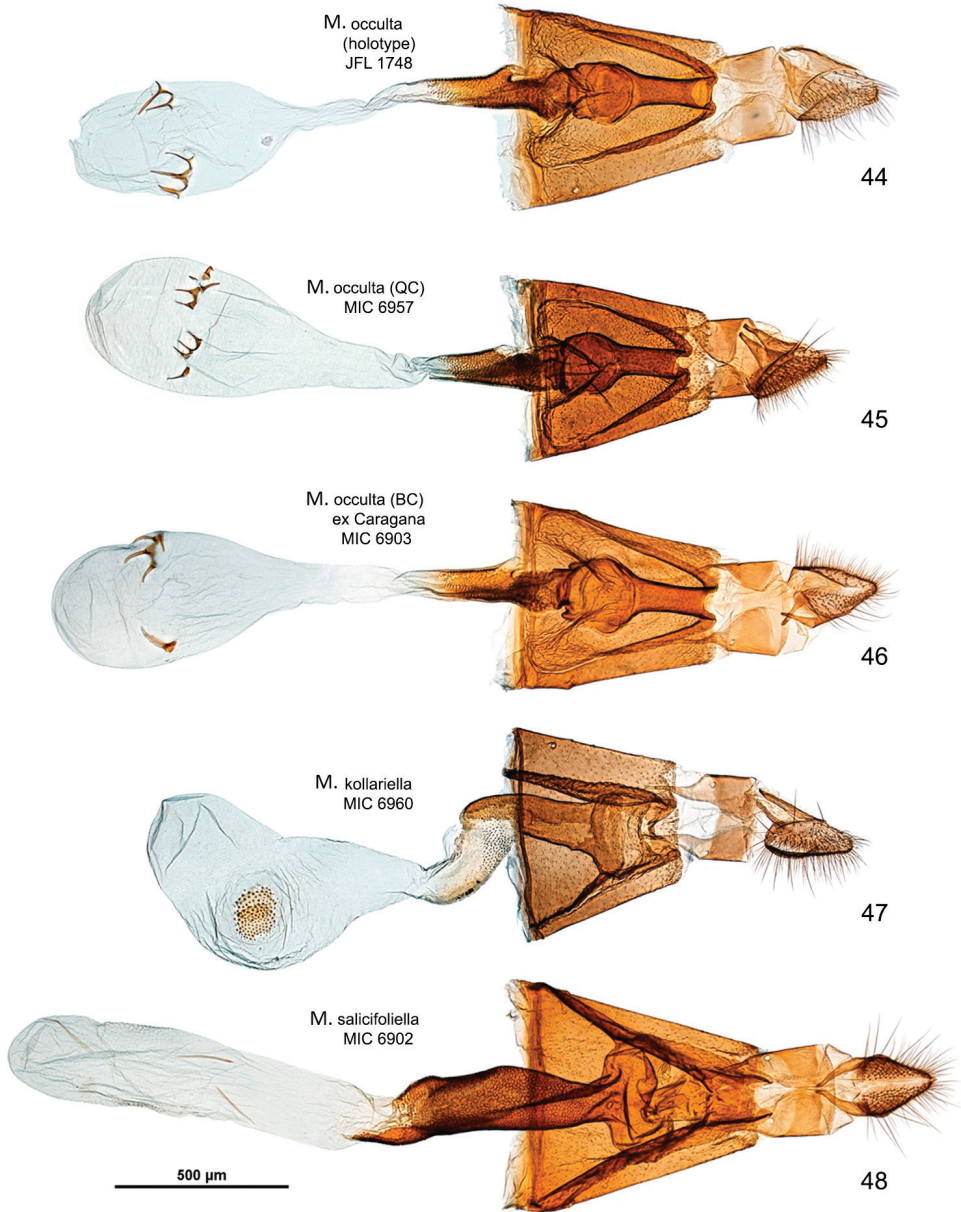 M. occulta
(holotype)
JFL 1748
44
M. occulta (QC)
MIC 6957
45
M. occulta (BC)
ex Caragana
MIC 6903
46
M. kollariella
MIC 6960
47
M. salicifoliella
MIC 6902
500 µm
48